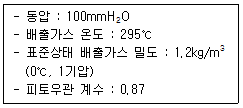 - 동압 : 100mmH₂O
- 배출가스 온도 : 295℃
- 표준상태 배출가스 밀도 : 1.2kg/m³
(0℃, 1기압)
- 피토우관 계수 : 0.87